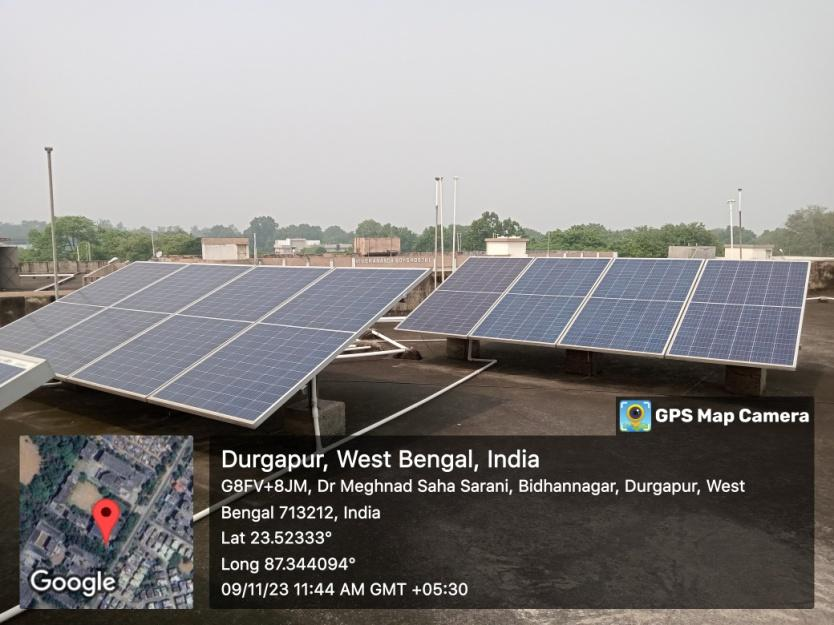 GPS Map Camera
Durgapur, West Bengal, India
G8FV+8JM, Dr Meghnad Saha Sarani, Bidhannagar, Durgapur, West
Bengal 713212, India
Lat 23.52333°
Long 87.344094°
09/11/23 11:44 AM GMT +05:30
Google